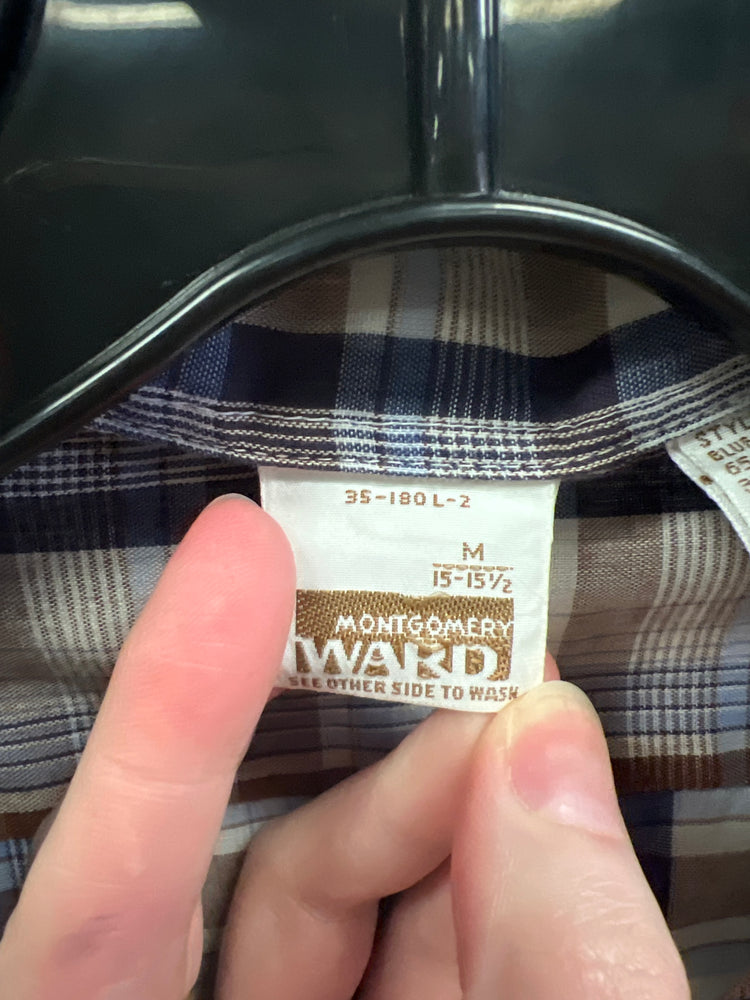 35-180 L-2
M
15-15½
MONTGOMERY
WARD
SEE OTHER SIDE TO WASH